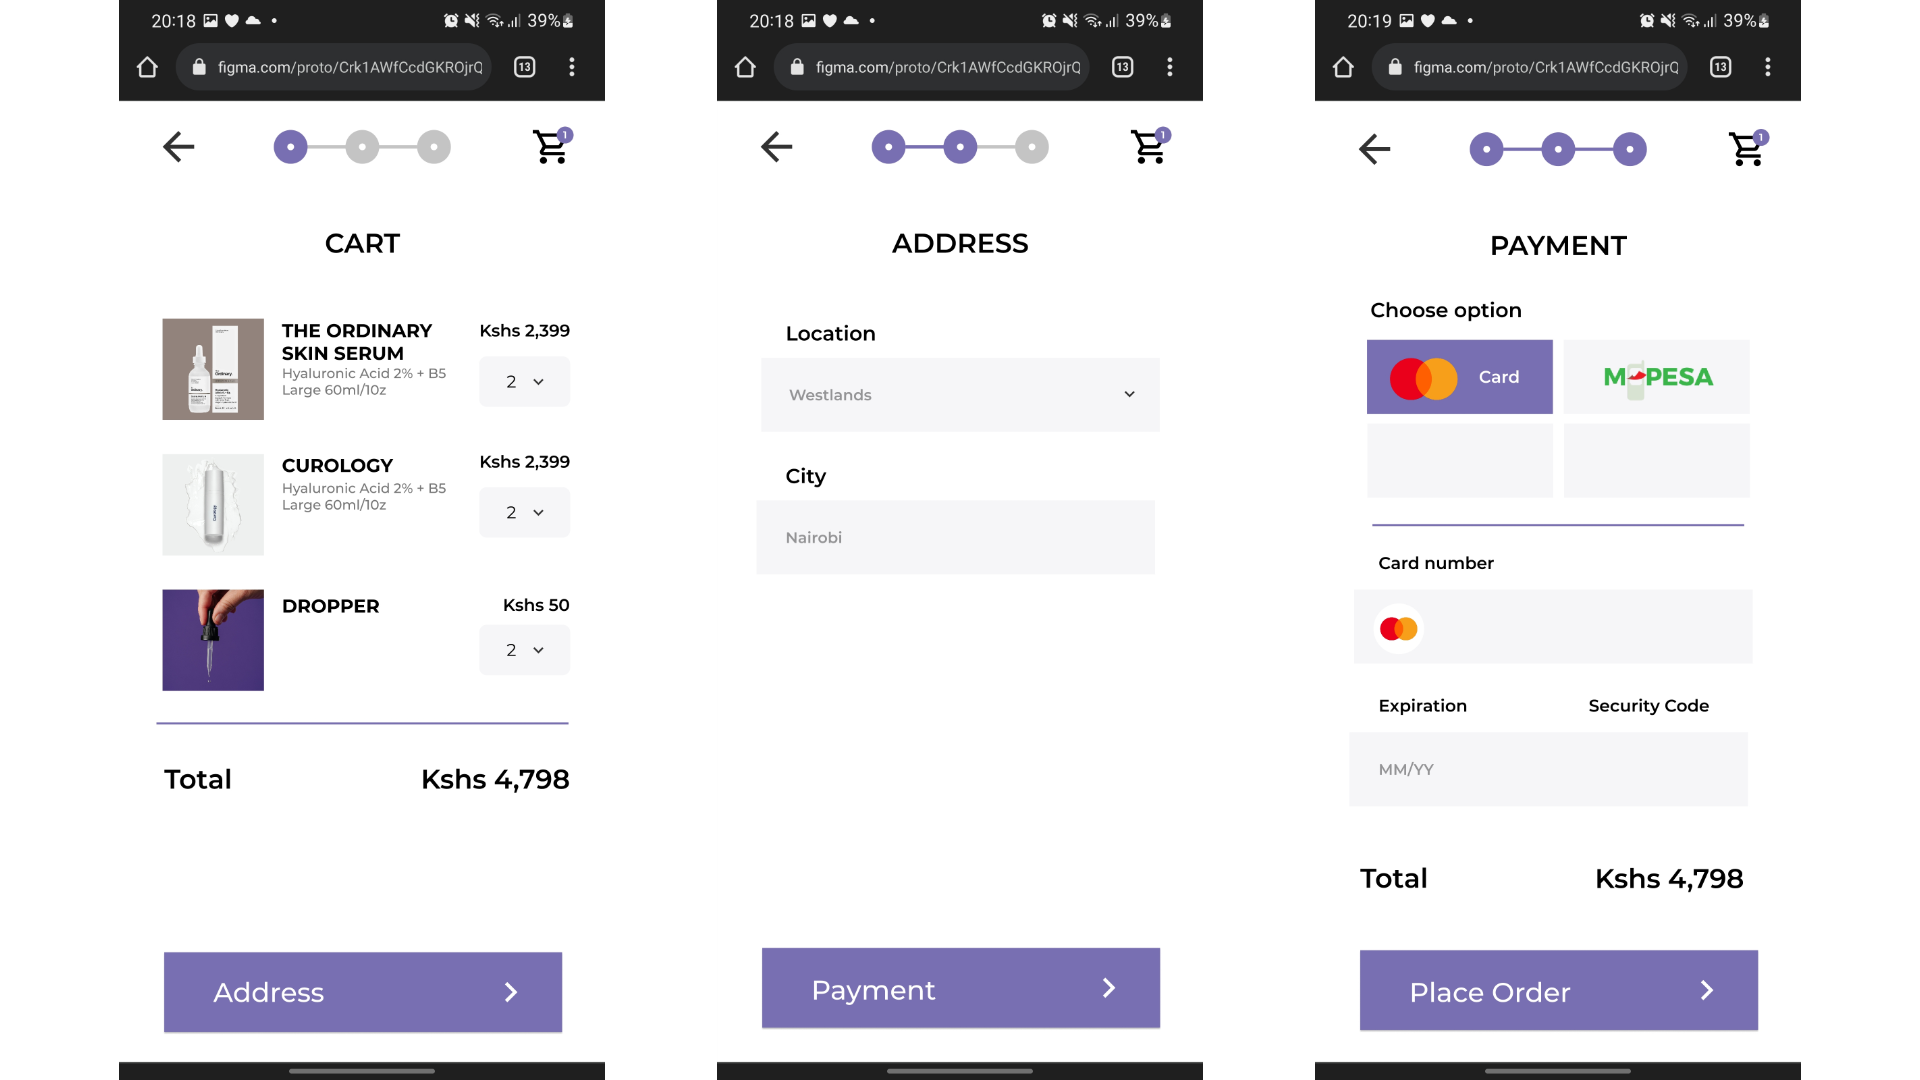 20:18
39%
figma.com/proto/Crk1AWfCcdGKROjrQ
13
1
CART
THE ORDINARY
SKIN SERUM
Hyaluronic Acid 2% + B5
Large 60ml/10z
Kshs 2,399
2
Ordinary.
CUROLOGY
Hyaluronic Acid 2% + B5
Large 60ml/10z
Kshs 2,399
2
DROPPER
Kshs 50
2
Total
Kshs 4,798
Address
20:18
39%
figma.com/proto/Crk1AWfCcdGKROjrQ
13
1
ADDRESS
Location
Westlands
City
Nairobi
Payment
20:19
39%
figma.com/proto/Crk1AWfCcdGKROjrQ
13
1
PAYMENT
Choose option
Card
M-PESA
Card number
Expiration
Security Code
MM/YY
Total
Kshs 4,798
Place Order